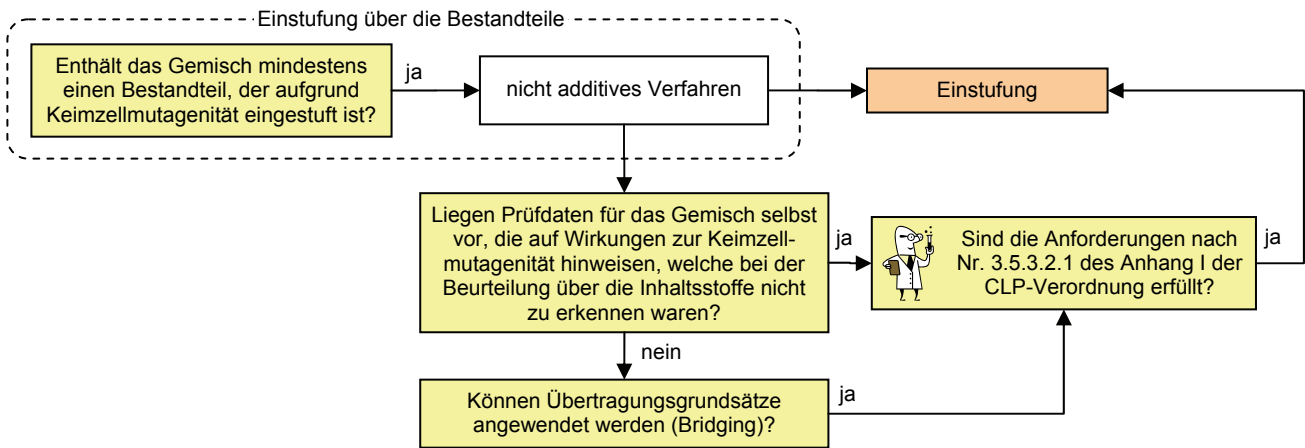 Einstufung über die Bestandteile
Enthält das Gemisch mindestens
einen Bestandteil, der aufgrund
Keimzellmutagenität eingestuft ist?
ja
nicht additives Verfahren
Einstufung
Liegen Prüfdaten für das Gemisch selbst
vor, die auf Wirkungen zur Keimzell-
mutagenität hinweisen, welche bei der
Beurteilung über die Inhaltsstoffe nicht
zu erkennen waren?
ja
Sind die Anforderungen nach
Nr. 3.5.3.2.1 des Anhang I der
CLP-Verordnung erfüllt?
ja
nein
Können Übertragungsgrundsätze
angewendet werden (Bridging)?
ja